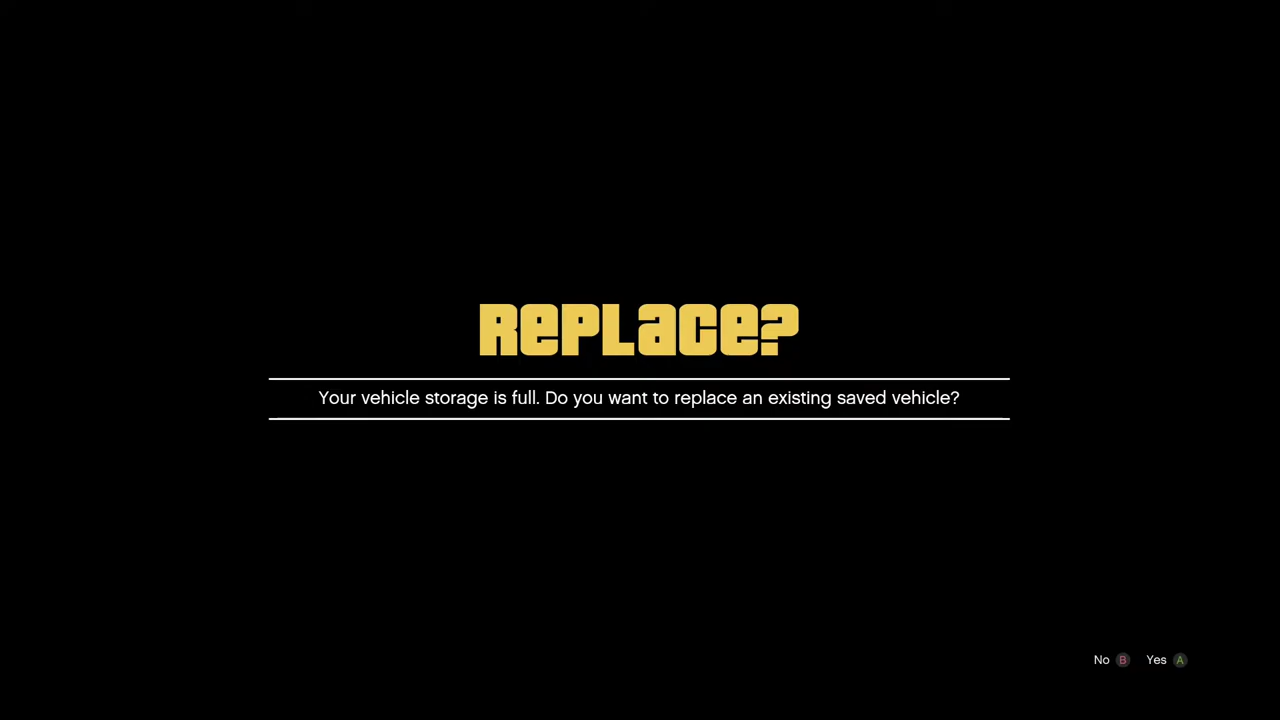 REPLACE?
Your vehicle storage is full. Do you want to replace an existing saved vehicle?
No B Yes A